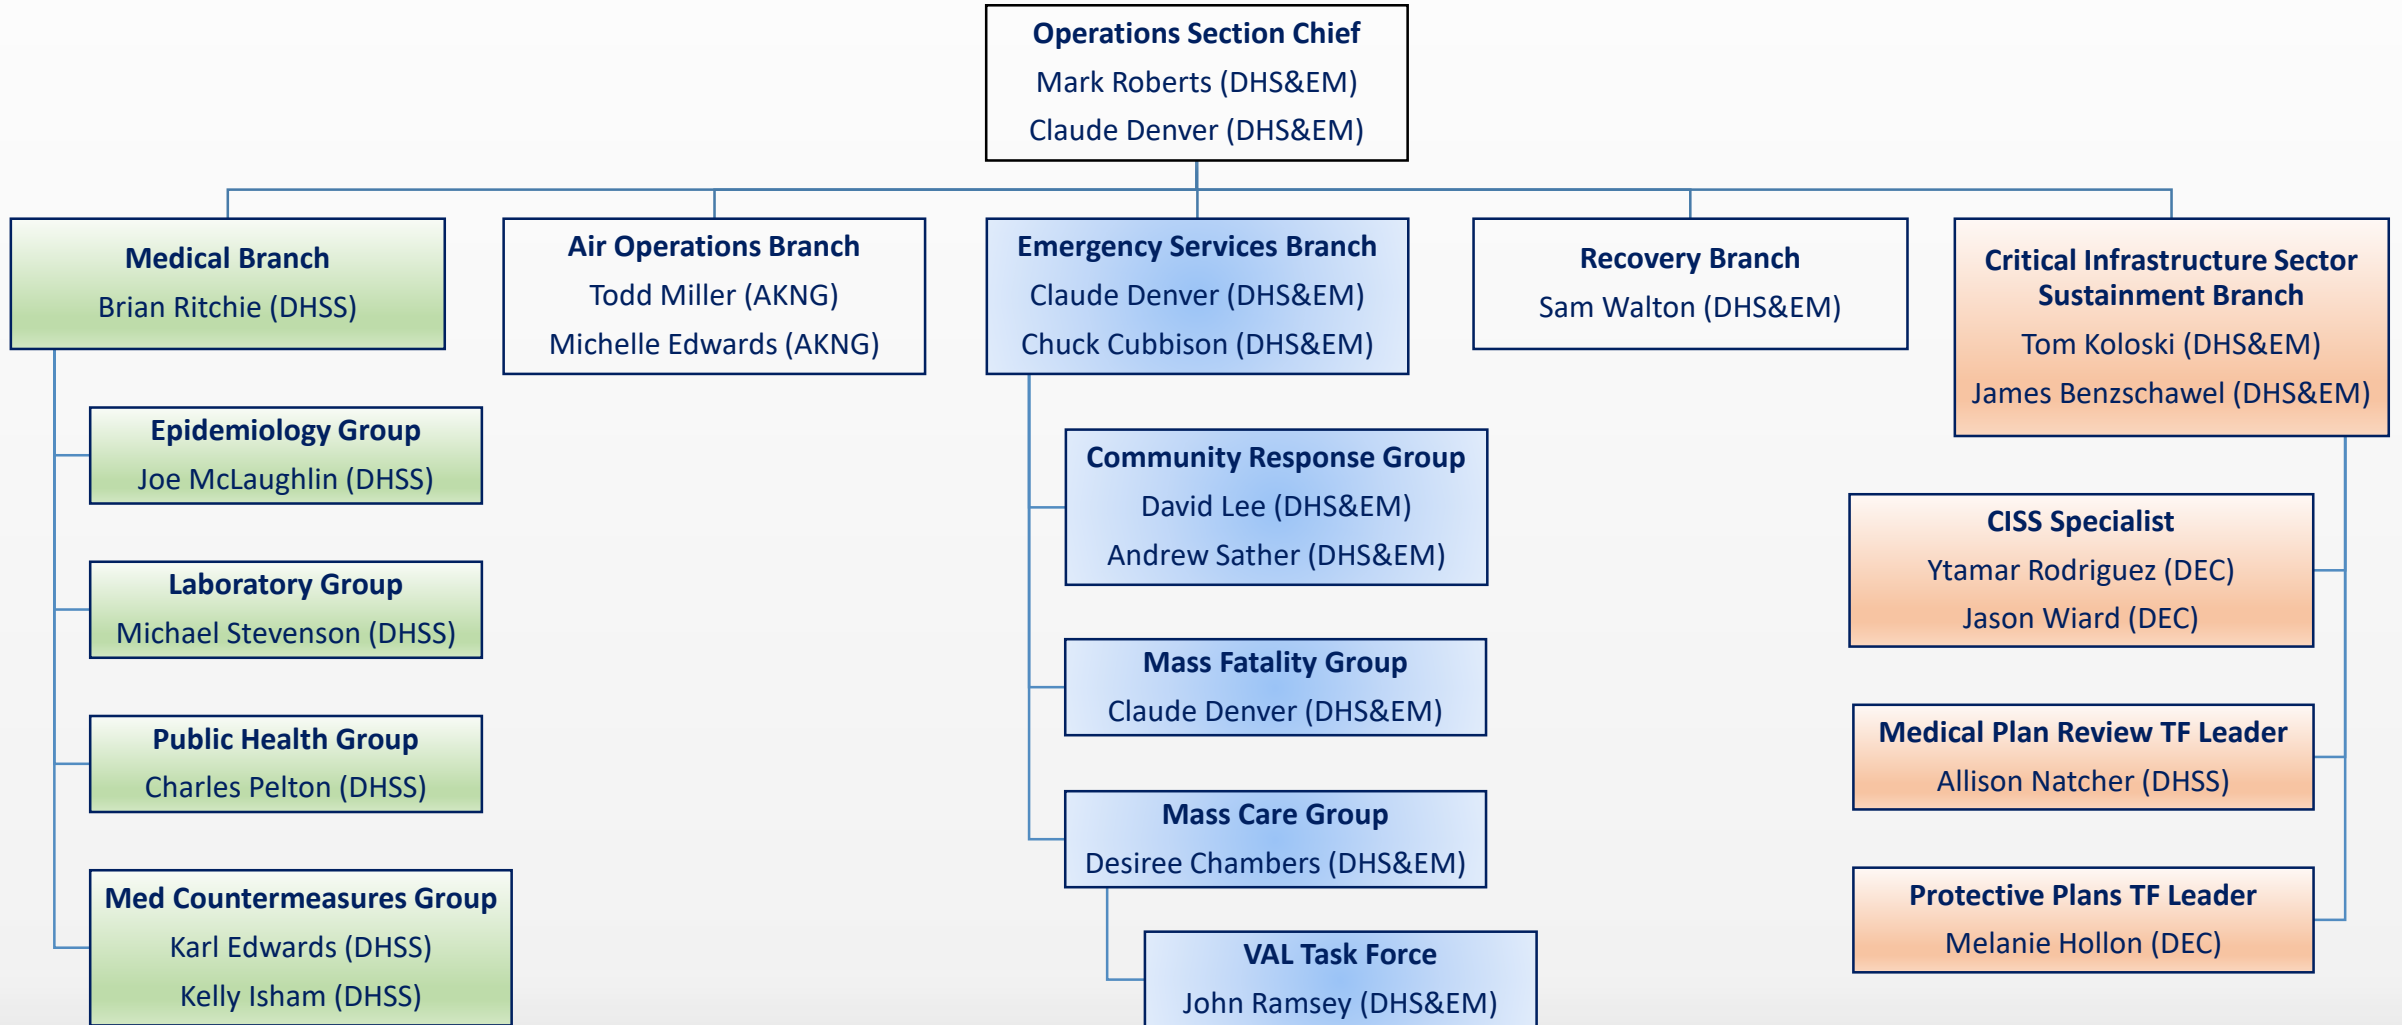 Operations Section Chief
Mark Roberts (DHS&EM)
Claude Denver (DHS&EM)
Medical Branch
Brian Ritchie (DHSS)
Epidemiology Group
Joe McLaughlin (DHSS)
Laboratory Group
Michael Stevenson (DHSS)
Public Health Group
Charles Pelton (DHSS)
Med Countermeasures Group
Karl Edwards (DHSS)
Kelly Isham (DHSS)
Air Operations Branch
Todd Miller (AKNG)
Michelle Edwards (AKNG)
Emergency Services Branch
Claude Denver (DHS&EM)
Chuck Cubbison (DHS&EM)
Community Response Group
David Lee (DHS&EM)
Andrew Sather (DHS&EM)
Mass Fatality Group
Claude Denver (DHS&EM)
Mass Care Group
Desiree Chambers (DHS&EM)
VAL Task Force
John Ramsey (DHS&EM)
Recovery Branch
Sam Walton (DHS&EM)
Critical Infrastructure Sector
Sustainment Branch
Tom Koloski (DHS&EM)
James Benzschawel (DHS&EM)
CISS Specialist
Ytamar Rodriguez (DEC)
Jason Wiard (DEC)
Medical Plan Review TF Leader
Allison Natcher (DHSS)
Protective Plans TF Leader
Melanie Hollon (DEC)